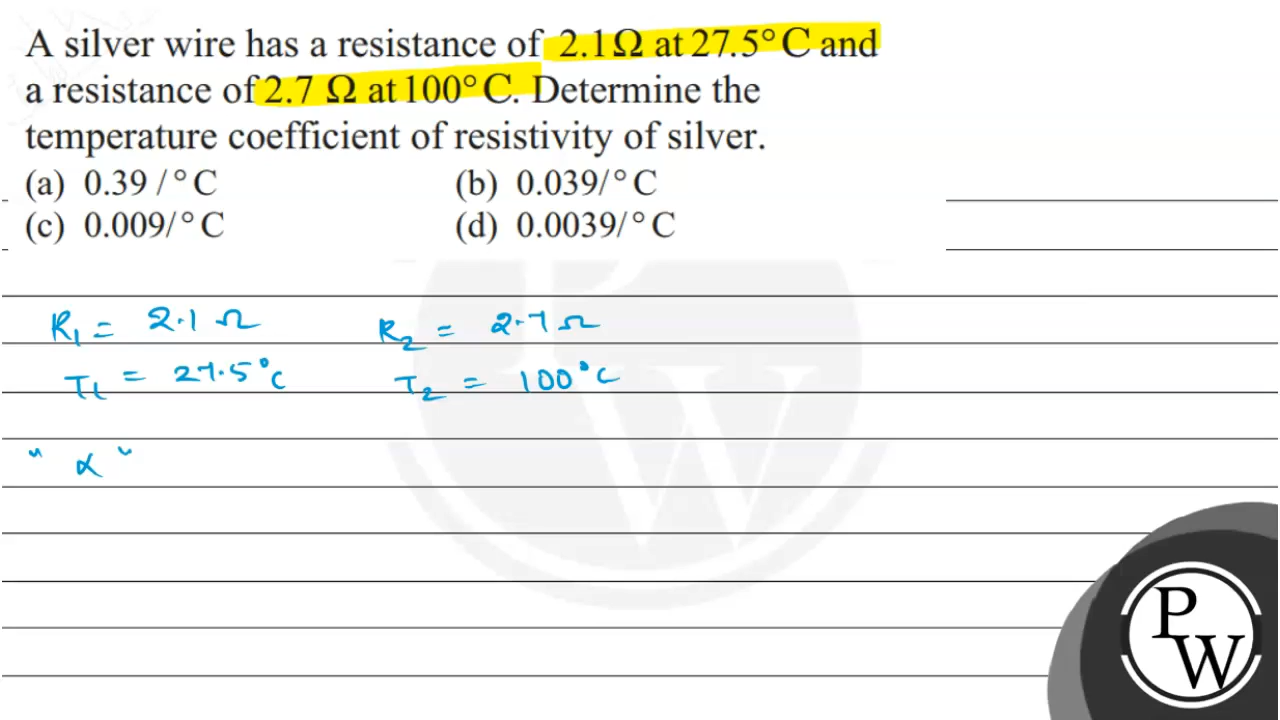 A silver wire has a resistance of 2.1Ω at 27.5°C and
a resistance of 2.7 Ω at 100°C. Determine the
temperature coefficient of resistivity of silver.
(a) 0.39 /°C (b) 0.039/°C
(c) 0.009/°C (d) 0.0039/°C
R₁ = 2.1 Ω R₂ = 2.7 Ω
T₁ = 27.5°C T₂ = 100°C
" α "
PW